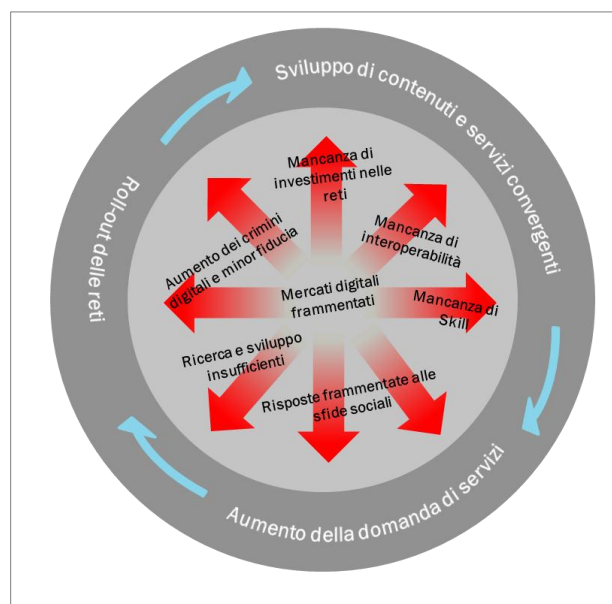 Sviluppo di contenuti e servizi convergenti
Roll-out delle reti
Aumento della domanda di servizi
Mancanza di
investimenti nelle
reti
Mancanza di
interoperabilità
Aumento dei crimini
digitali e minor fiducia
Mercati digitali
frammentati
Mancanza di
Skill
Ricerca e sviluppo
insufficienti
Risposte frammentate alle
sfide sociali